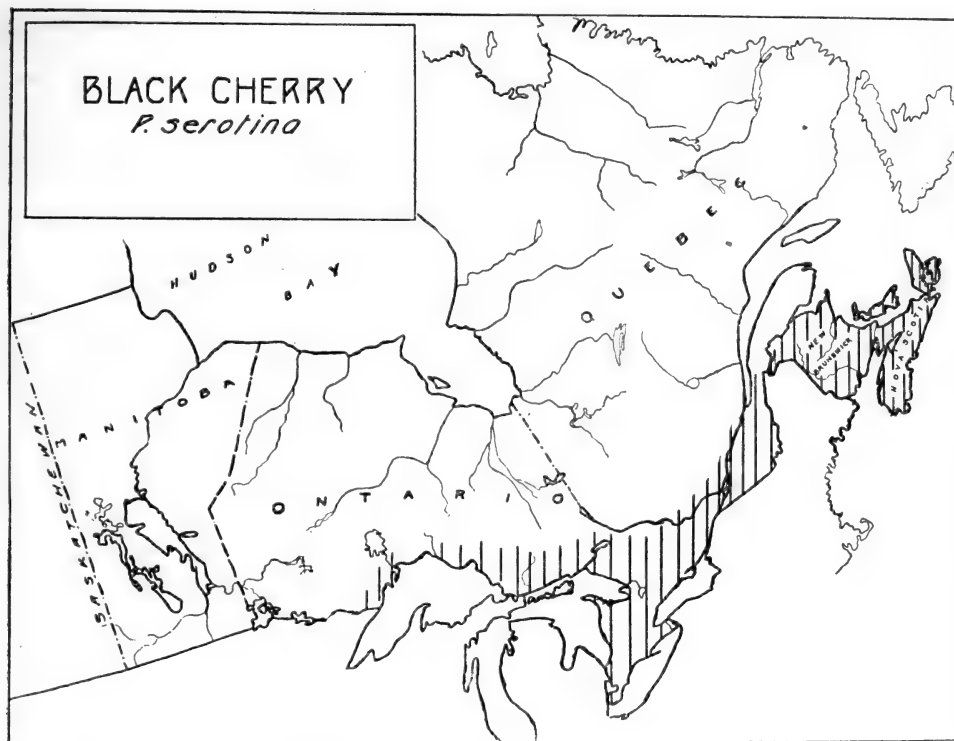 BLACK CHERRY
P. serotina
HUDSON
BAY
QUEBEC
NEW
BRUNSWICK
NOVA SCOTIA
MANITOBA
SASKATCHEWAN
ONTARIO